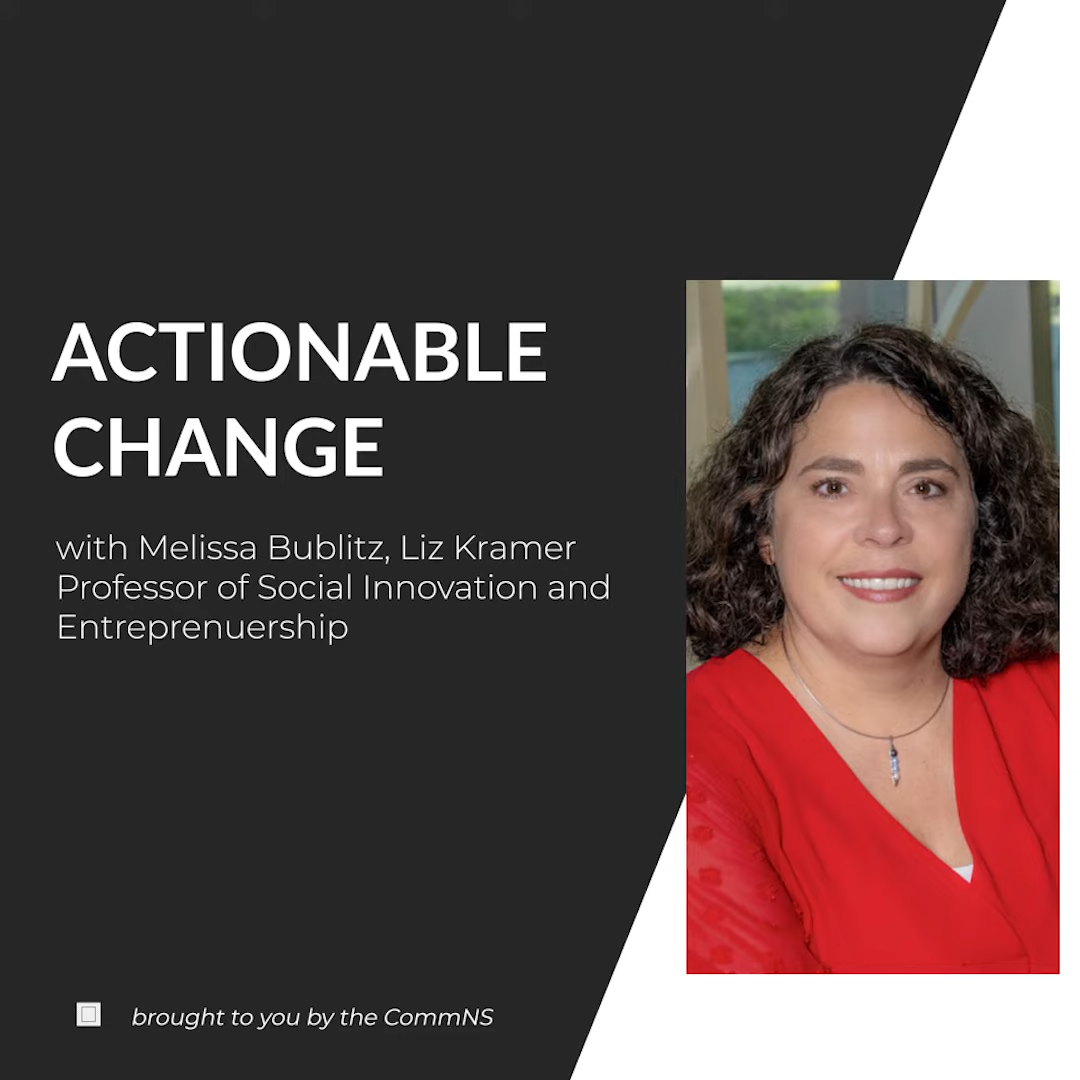 ACTIONABLE
CHANGE
with Melissa Bublitz, Liz Kramer
Professor of Social Innovation and
Entreprenuership
brought to you by the CommNS